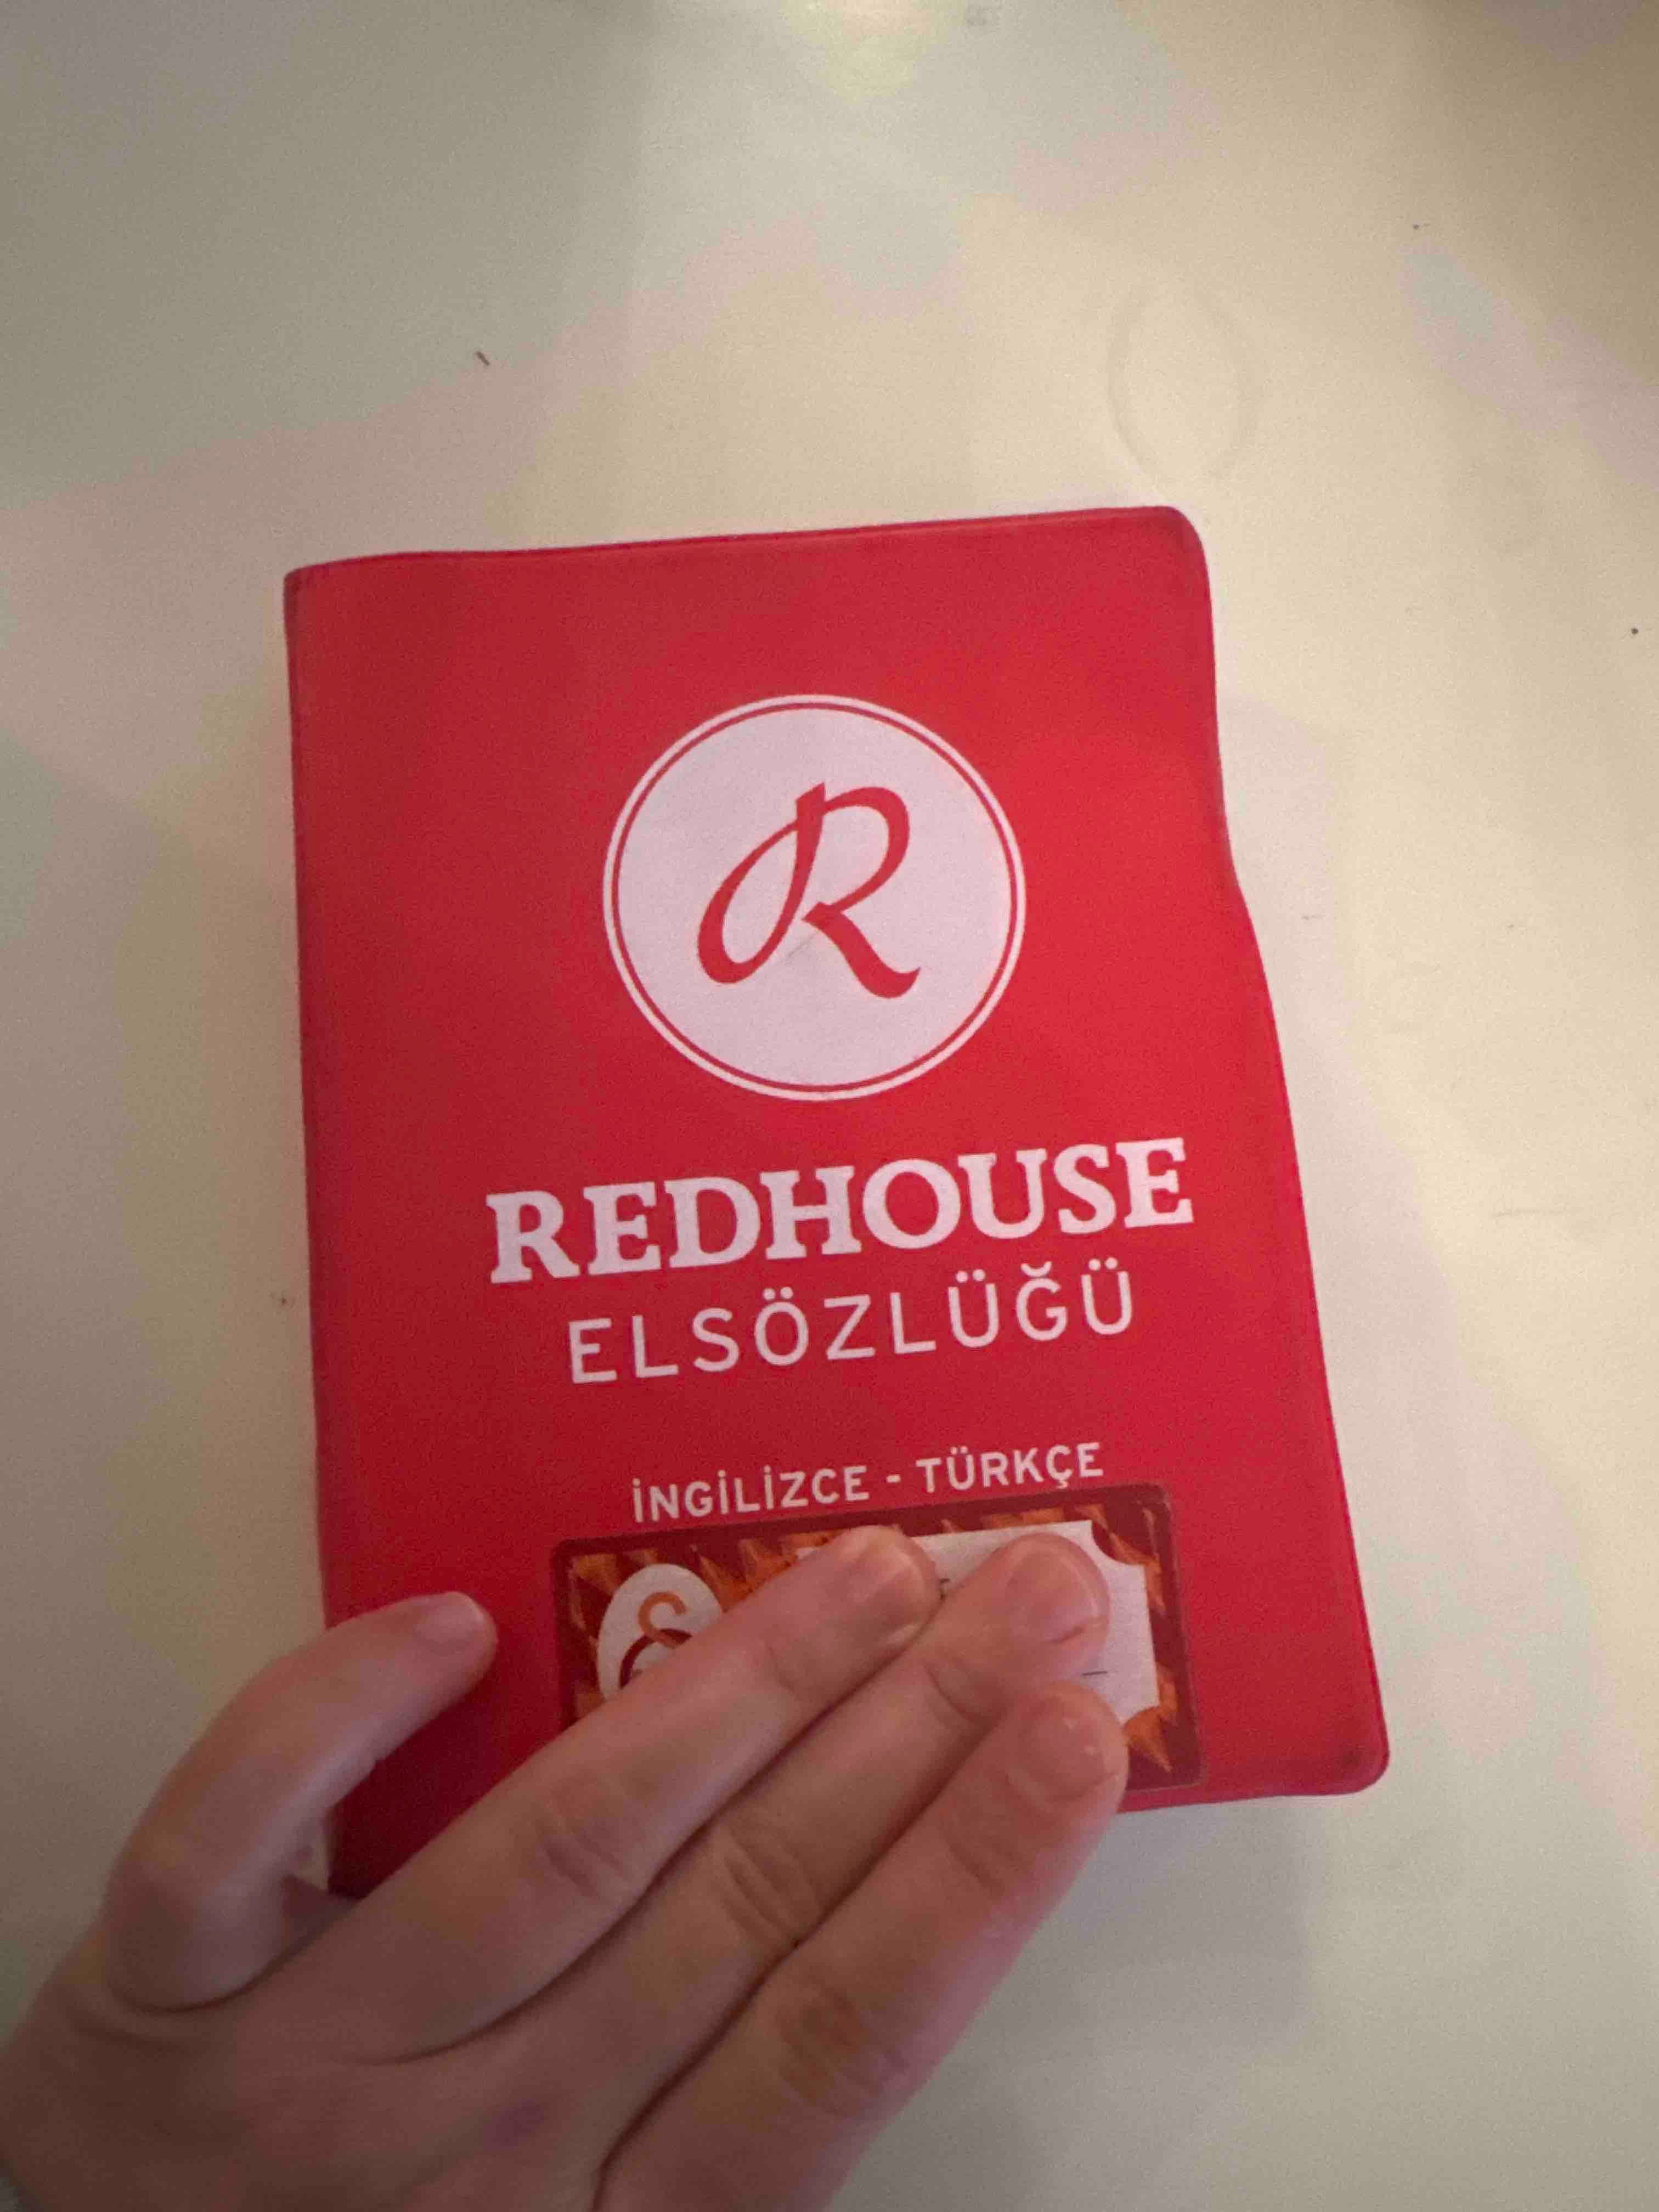 R
REDHOUSE
ELSÖZLÜĞÜ
İNGİLİZCE - TÜRKÇE